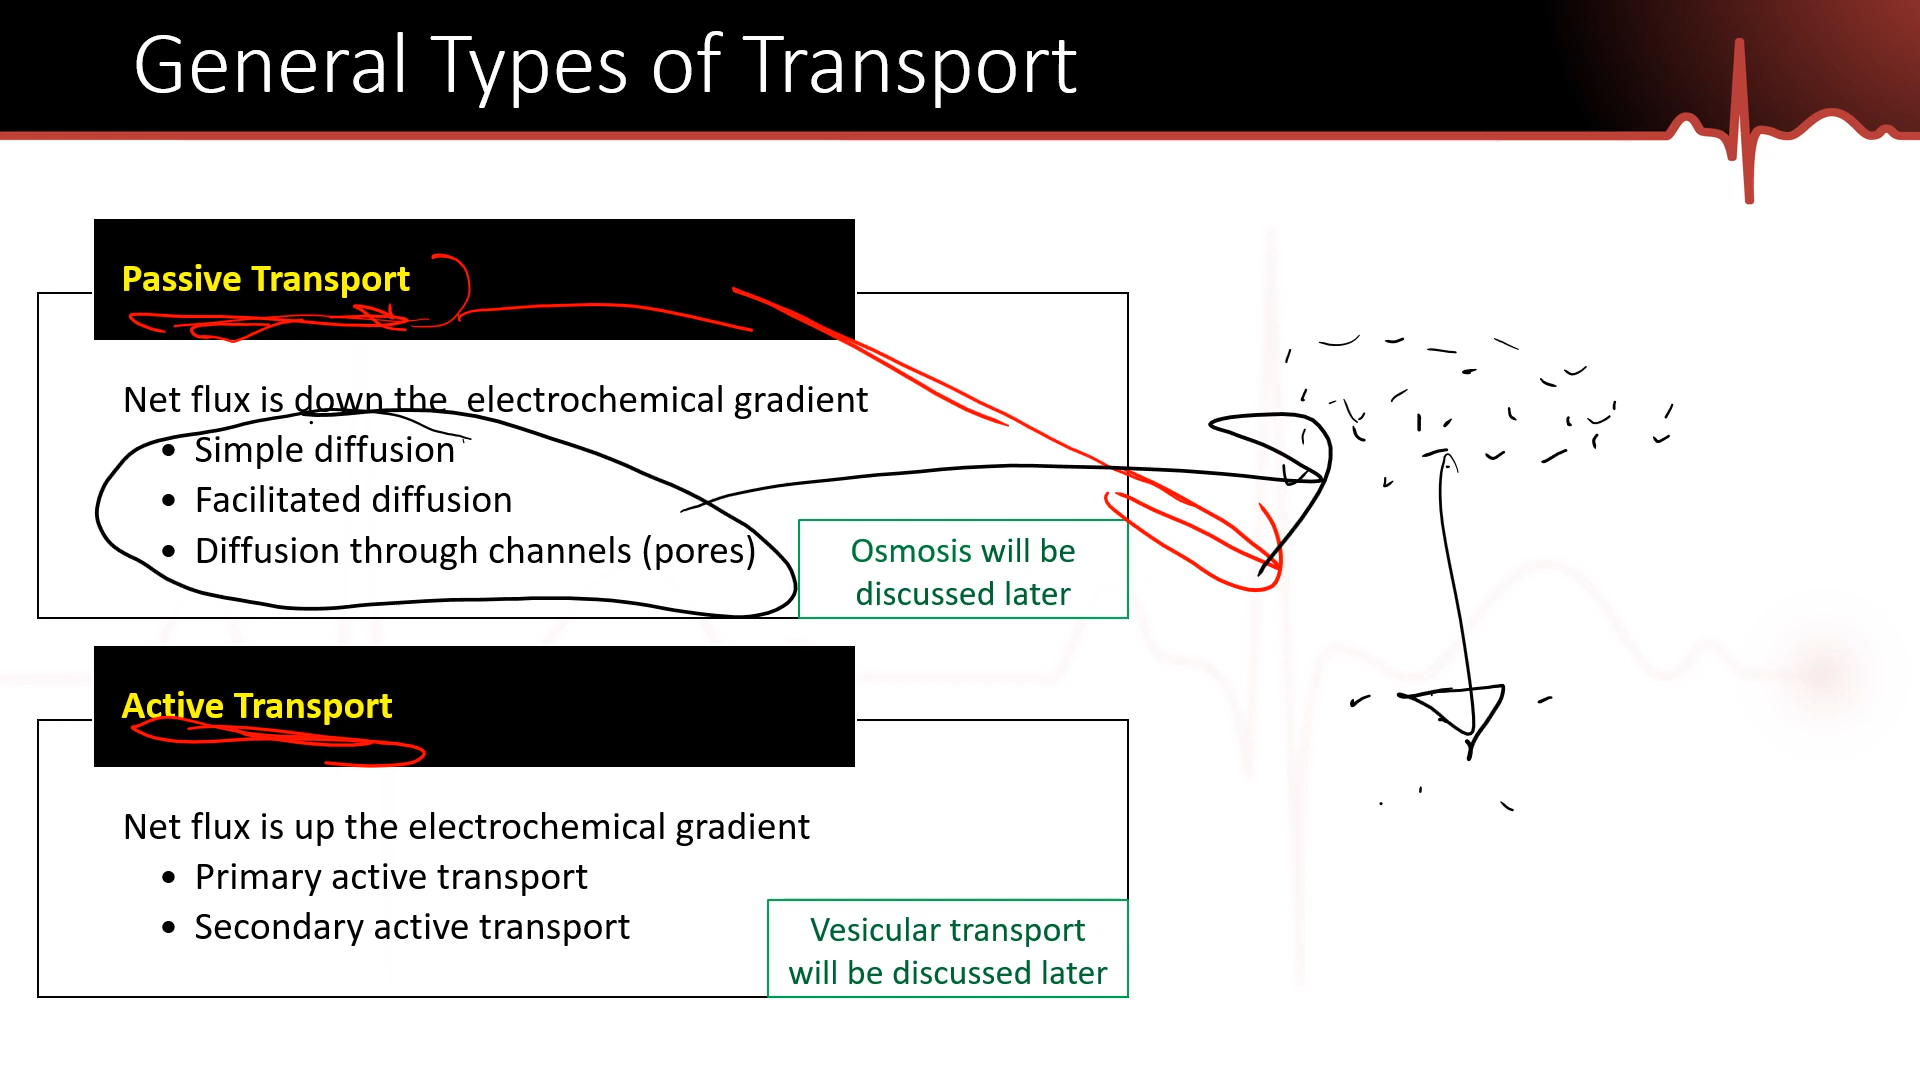 General Types of Transport
Passive Transport
Net flux is down the electrochemical gradient
• Simple diffusion
• Facilitated diffusion
• Diffusion through channels (pores)
Osmosis will be
discussed later
Active Transport
Net flux is up the electrochemical gradient
• Primary active transport
• Secondary active transport
Vesicular transport
will be discussed later